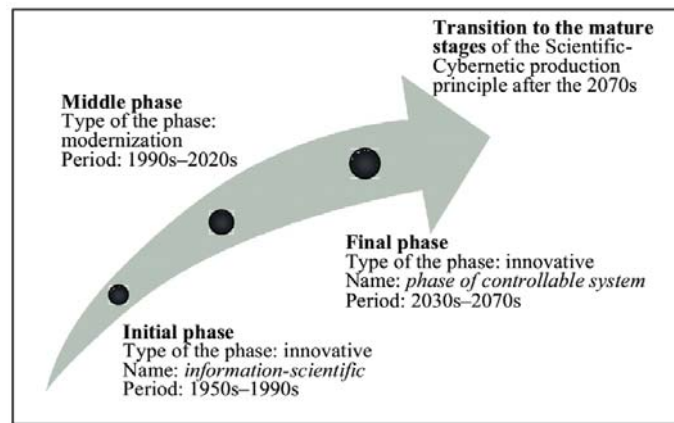 Transition to the mature
stages of the Scientific-
Cybernetic production
principle after the 2070s
Middle phase
Type of the phase:
modernization
Period: 1990s–2020s
Final phase
Type of the phase: innovative
Name: phase of controllable system
Period: 2030s–2070s
Initial phase
Type of the phase: innovative
Name: information-scientific
Period: 1950s–1990s